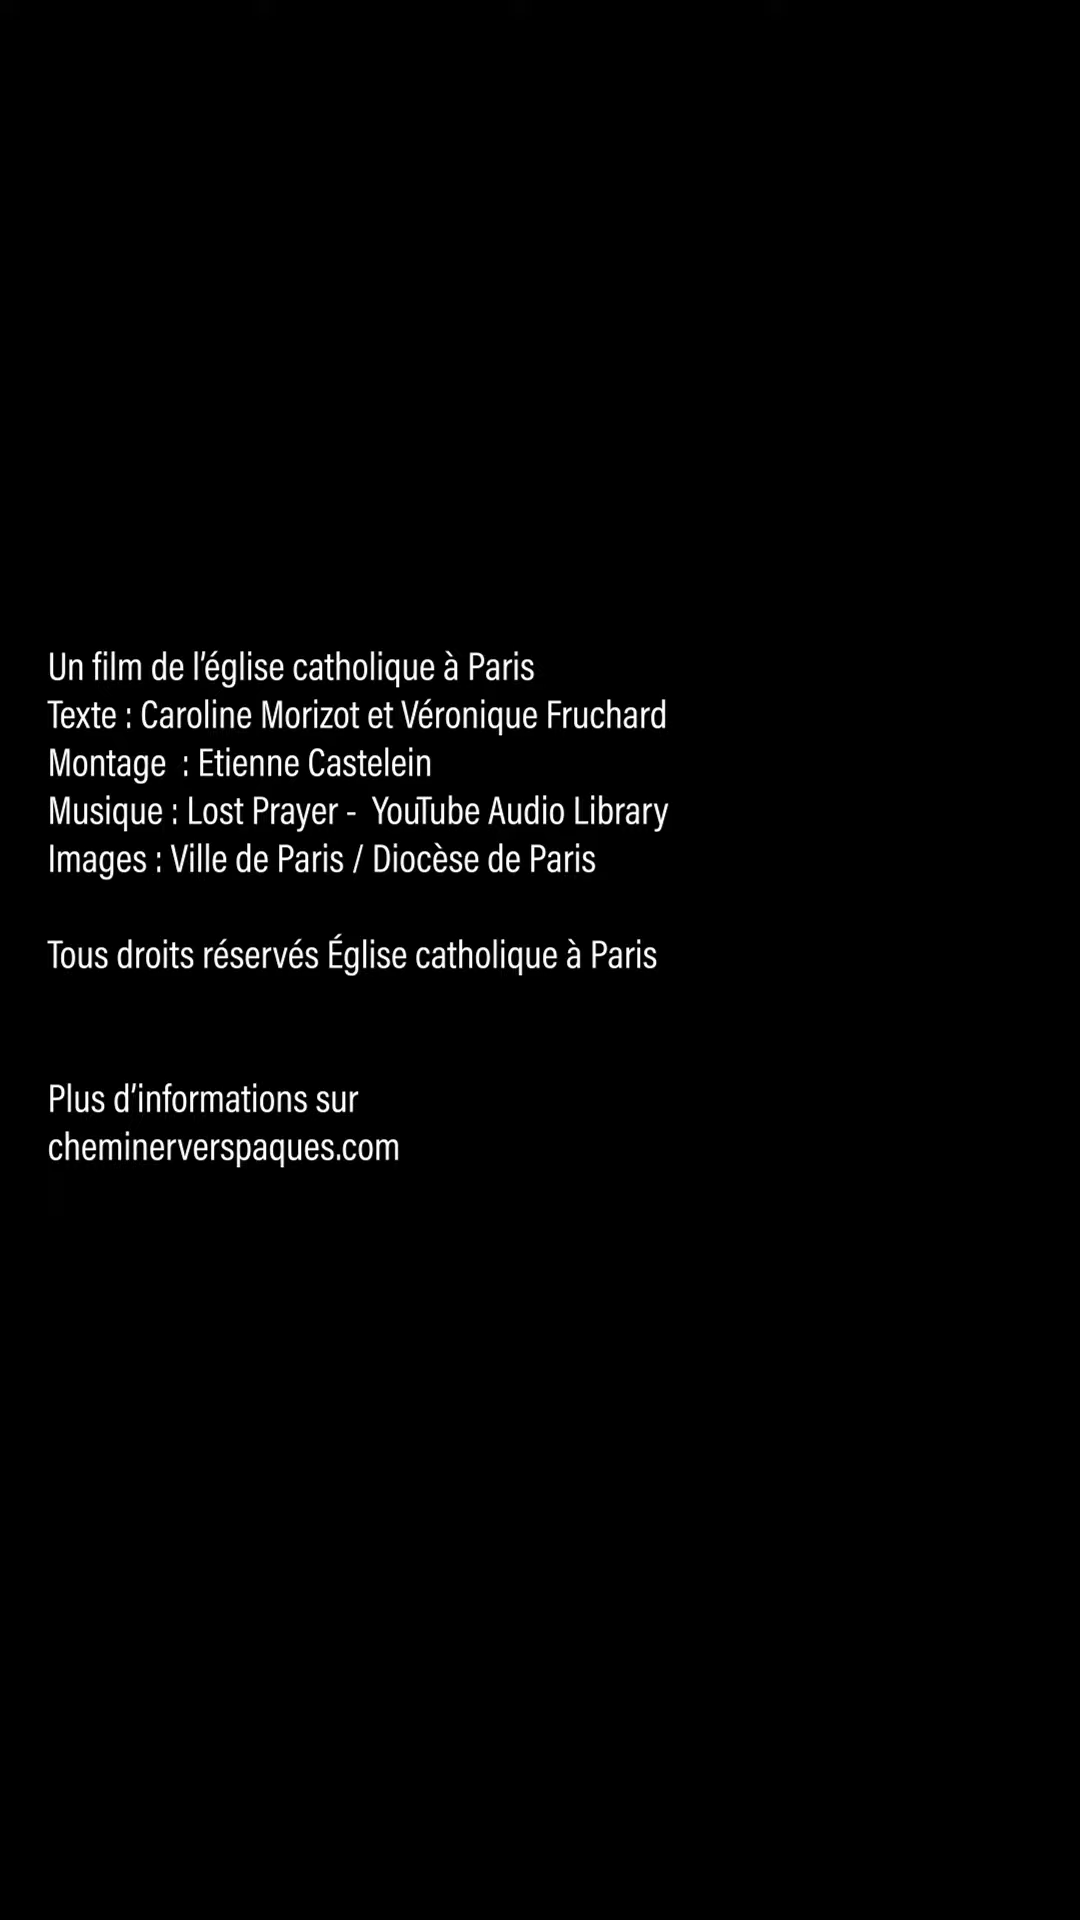 Un film de l’église catholique à Paris
Texte : Caroline Morizot et Véronique Fruchard
Montage  : Etienne Castelein
Musique : Lost Prayer -  YouTube Audio Library
Images : Ville de Paris / Diocèse de Paris
Tous droits réservés Église catholique à Paris
Plus d’informations sur
cheminerverspaques.com